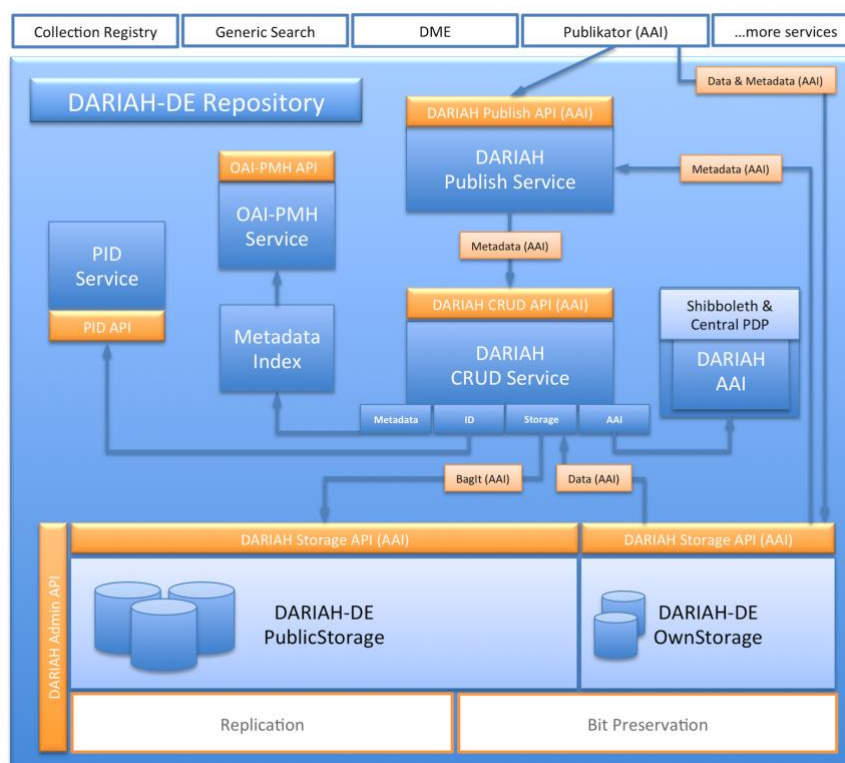 Collection Registry
Generic Search
DME
Publikator (AAI)
...more services
DARIAH-DE Repository
Data & Metadata (AAI)
DARIAH Publish API (AAI)
DARIAH
Publish Service
Metadata (AAI)
OAI-PMH API
OAI-PMH
Service
Metadata (AAI)
PID
Service
PID API
Metadata
Index
DARIAH CRUD API (AAI)
DARIAH
CRUD Service
Shibboleth &
Central PDP
DARIAH
AAI
Metadata
ID
Storage
AAI
BagIt (AAI)
Data (AAI)
DARIAH Admin API
DARIAH Storage API (AAI)
DARIAH Storage API (AAI)
DARIAH-DE
PublicStorage
DARIAH-DE
OwnStorage
Replication
Bit Preservation